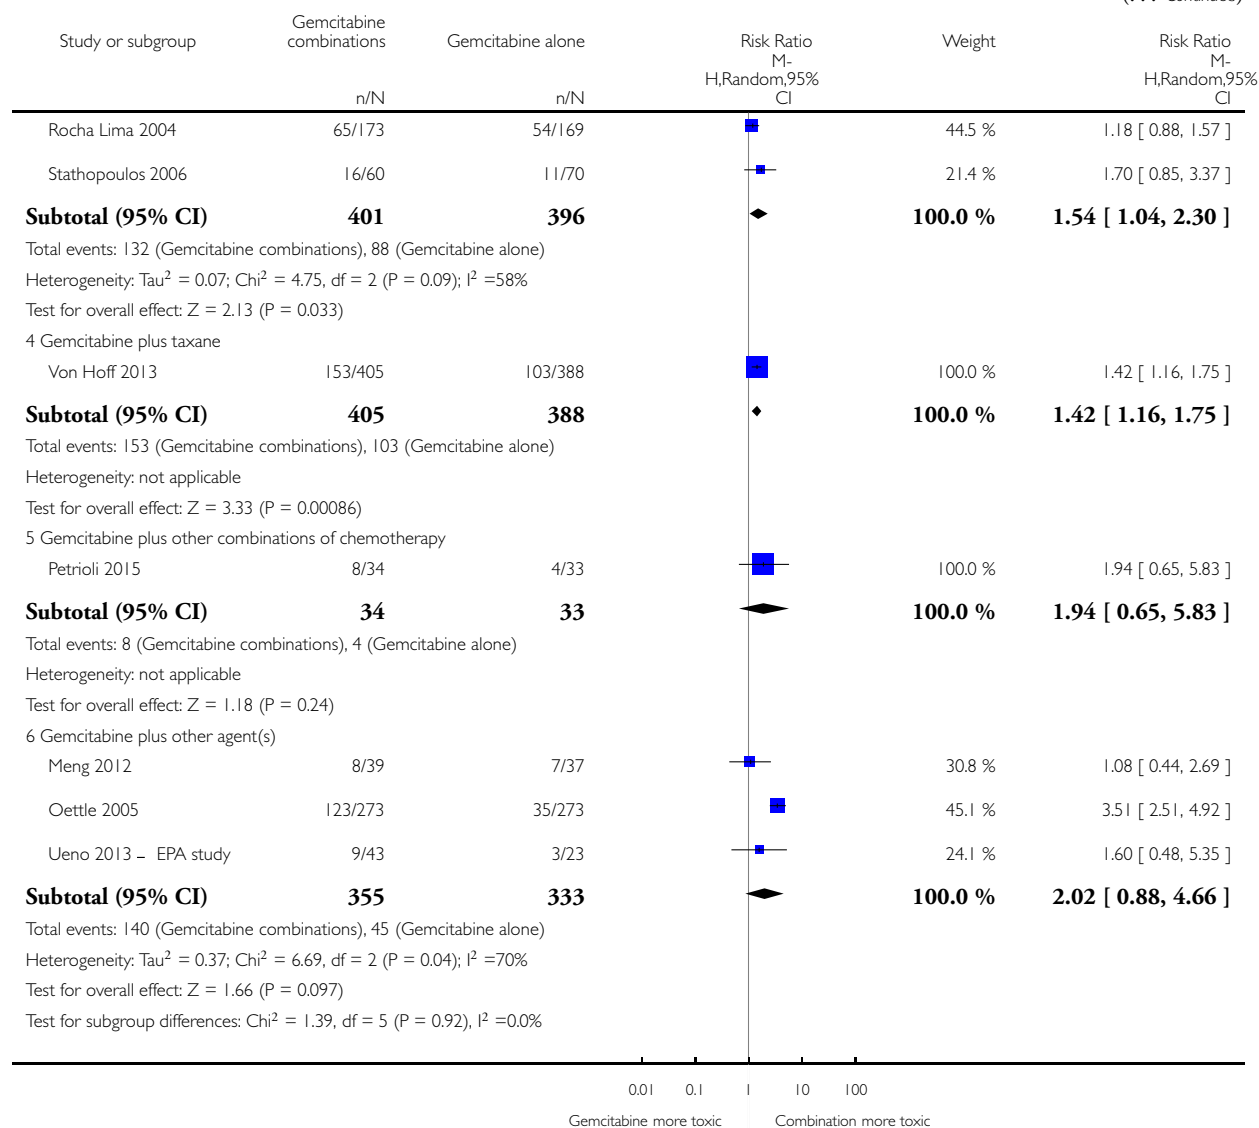 (... Continued)
Study or subgroup Gemcitabine combinations Gemcitabine alone Risk Ratio Weight Risk Ratio
M-H,Random,95% CI M-H,Random,95% CI
n/N n/N
Rocha Lima 2004 65/173 54/169 44.5 % 1.18 [ 0.88, 1.57 ]
Stathopoulos 2006 16/60 11/70 21.4 % 1.70 [ 0.85, 3.37 ]
Subtotal (95% CI) 401 396 100.0 % 1.54 [ 1.04, 2.30 ]
Total events: 132 (Gemcitabine combinations), 88 (Gemcitabine alone)
Heterogeneity: Tau² = 0.07; Chi² = 4.75, df = 2 (P = 0.09); I² =58%
Test for overall effect: Z = 2.13 (P = 0.033)
4 Gemcitabine plus taxane
Von Hoff 2013 153/405 103/388 100.0 % 1.42 [ 1.16, 1.75 ]
Subtotal (95% CI) 405 388 100.0 % 1.42 [ 1.16, 1.75 ]
Total events: 153 (Gemcitabine combinations), 103 (Gemcitabine alone)
Heterogeneity: not applicable
Test for overall effect: Z = 3.33 (P = 0.00086)
5 Gemcitabine plus other combinations of chemotherapy
Petrioli 2015 8/34 4/33 100.0 % 1.94 [ 0.65, 5.83 ]
Subtotal (95% CI) 34 33 100.0 % 1.94 [ 0.65, 5.83 ]
Total events: 8 (Gemcitabine combinations), 4 (Gemcitabine alone)
Heterogeneity: not applicable
Test for overall effect: Z = 1.18 (P = 0.24)
6 Gemcitabine plus other agent(s)
Meng 2012 8/39 7/37 30.8 % 1.08 [ 0.44, 2.69 ]
Oettle 2005 123/273 35/273 45.1 % 3.51 [ 2.51, 4.92 ]
Ueno 2013 – EPA study 9/43 3/23 24.1 % 1.60 [ 0.48, 5.35 ]
Subtotal (95% CI) 355 333 100.0 % 2.02 [ 0.88, 4.66 ]
Total events: 140 (Gemcitabine combinations), 45 (Gemcitabine alone)
Heterogeneity: Tau² = 0.37; Chi² = 6.69, df = 2 (P = 0.04); I² =70%
Test for overall effect: Z = 1.66 (P = 0.097)
Test for subgroup differences: Chi² = 1.39, df = 5 (P = 0.92), I² =0.0%
0.01 0.1 1 10 100
Gemcitabine more toxic Combination more toxic